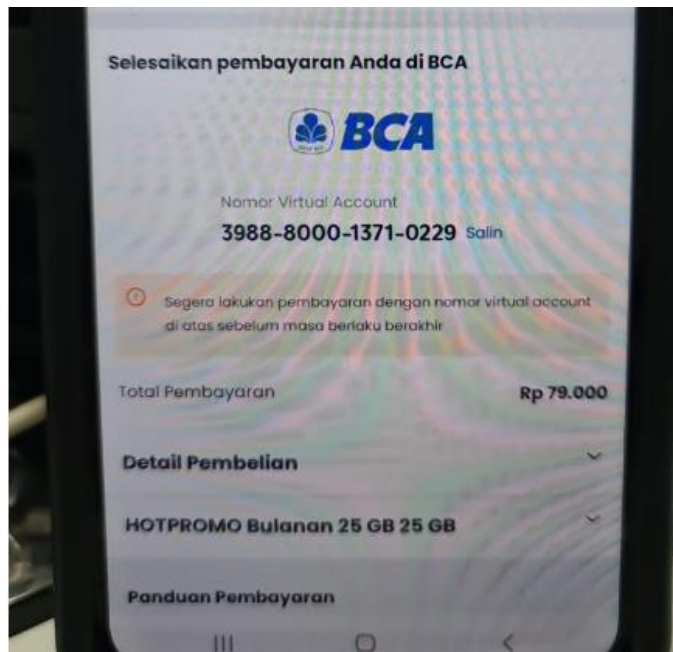 Selesaikan pembayaran Anda di BCA
BCA
Nomor Virtual Account
3988-8000-1371-0229 Salin
Segera lakukan pembayaran dengan nomor virtual account
di atas sebelum masa berlaku berakhir
Total Pembayaran Rp 79.000
Detail Pembelian
HOTPROMO Bulanan 25 GB 25 GB
Panduan Pembayaran